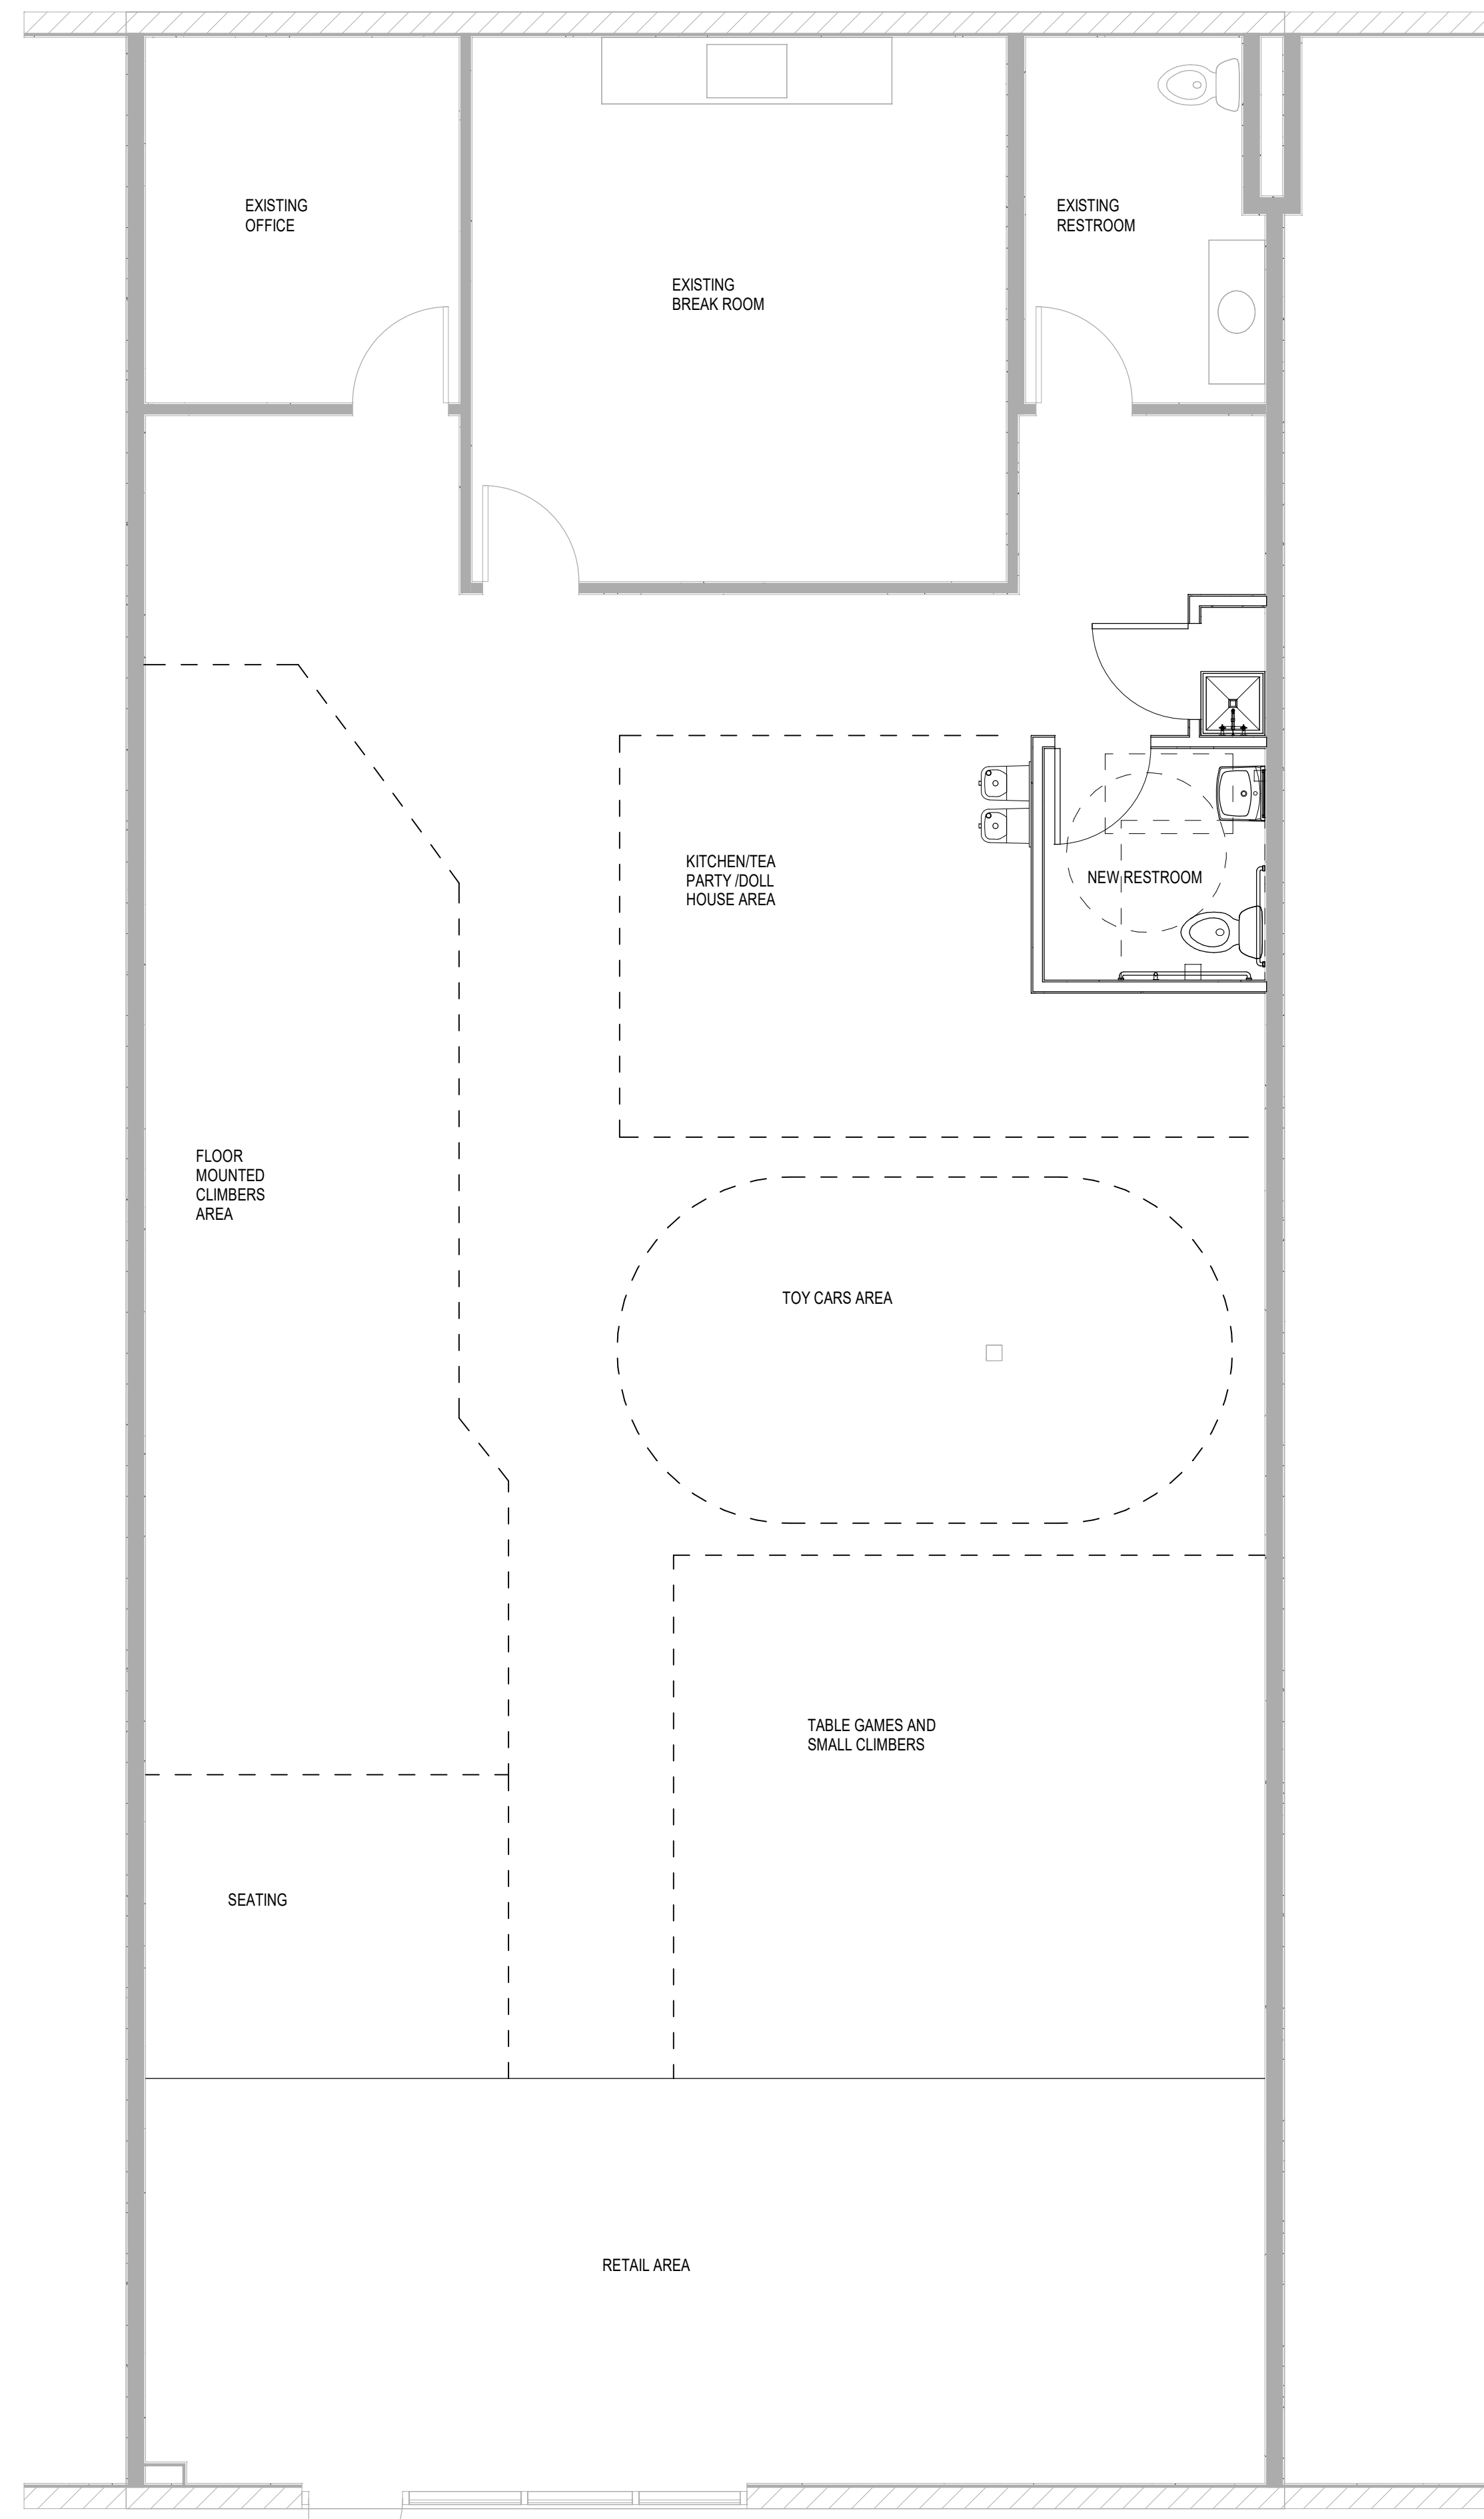 EXISTING
OFFICE
EXISTING
RESTROOM
EXISTING
BREAK ROOM
KITCHEN/TEA
PARTY /DOLL
HOUSE AREA
NEW RESTROOM
FLOOR
MOUNTED
CLIMBERS
AREA
TOY CARS AREA
TABLE GAMES AND
SMALL CLIMBERS
SEATING
RETAIL AREA